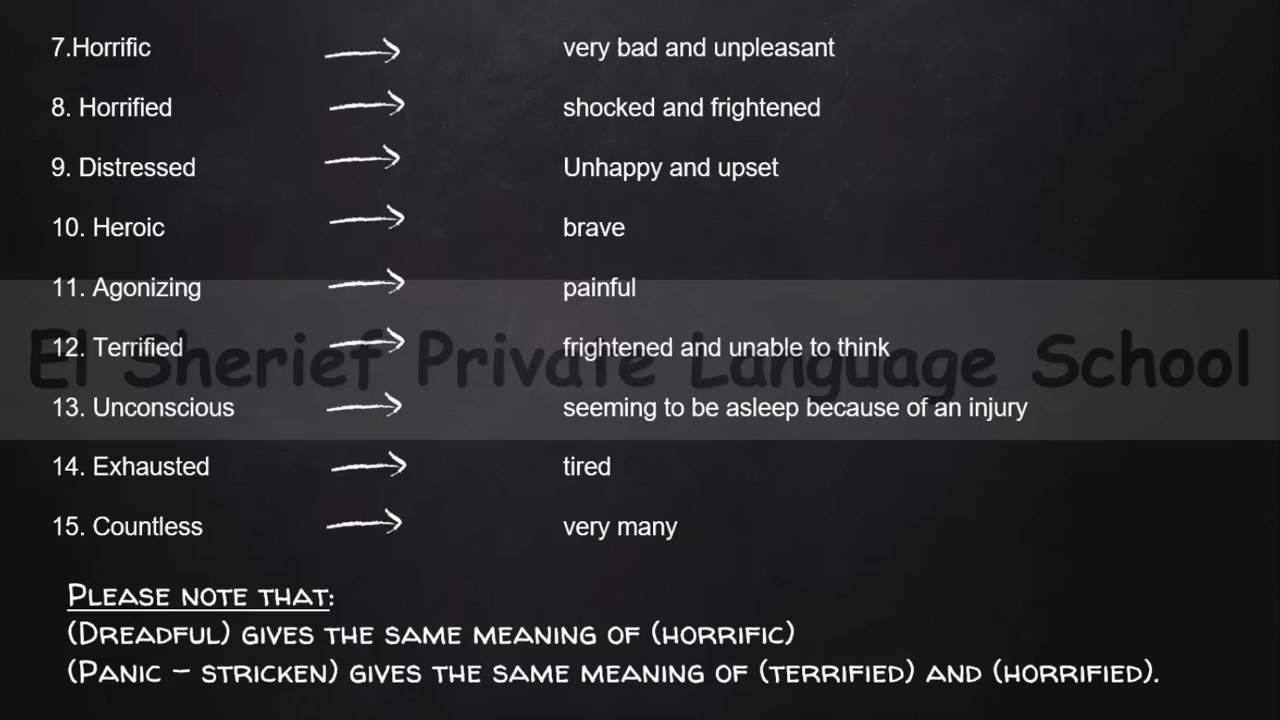 7.Horrific very bad and unpleasant
8. Horrified shocked and frightened
9. Distressed Unhappy and upset
10. Heroic brave
11. Agonizing painful
12. Terrified frightened and unable to think
El Sherief Private Language School
13. Unconscious seeming to be asleep because of an injury
14. Exhausted tired
15. Countless very many
PLEASE NOTE THAT:
(DREADFUL) GIVES THE SAME MEANING OF (HORRIFIC)
(PANIC – STRICKEN) GIVES THE SAME MEANING OF (TERRIFIED) AND (HORRIFIED).